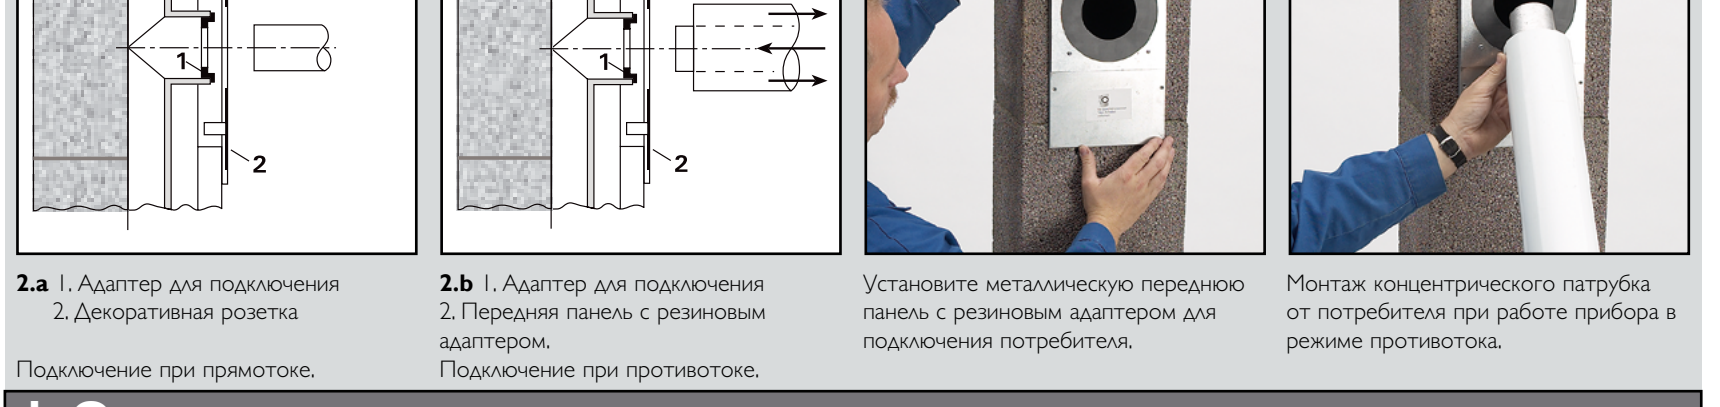 1
2
1
2
2.a 1. Адаптер для подключения
2. Декоративная розетка
Подключение при прямотоке.
2.b 1. Адаптер для подключения
2. Передняя панель с резиновым
адаптером.
Подключение при противотоке.
Установите металлическую переднюю
панель с резиновым адаптером для
подключения потребителя.
Монтаж концентрического патрубка
от потребителя при работе прибора в
режиме противотока.